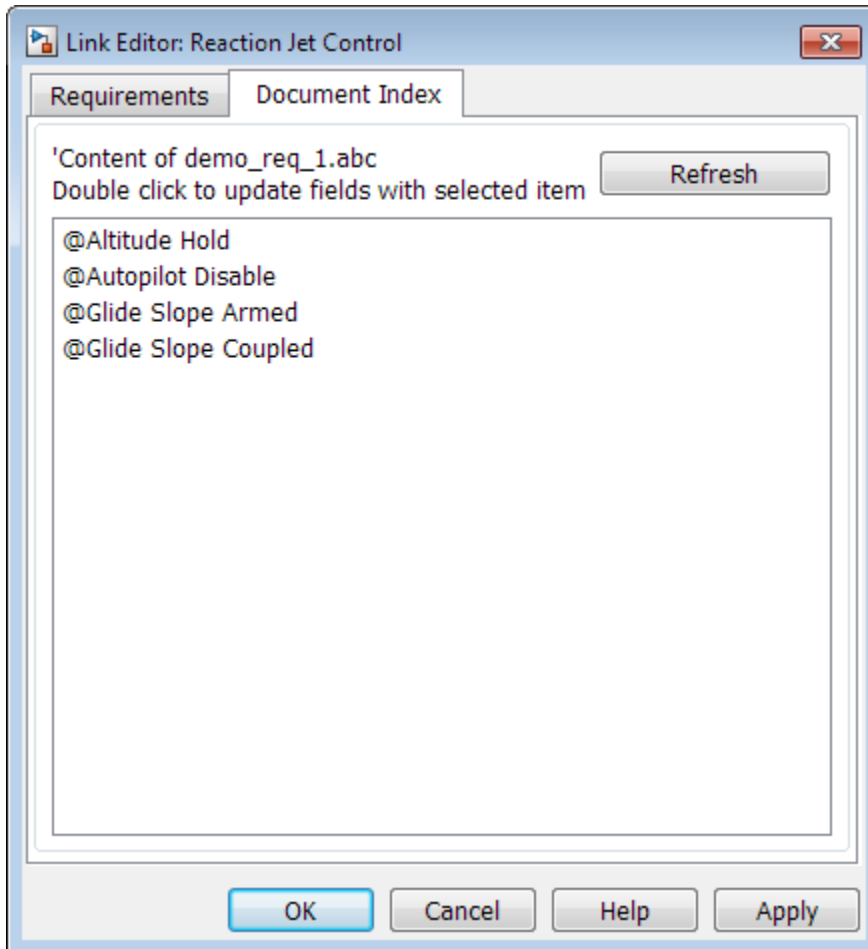 Link Editor: Reaction Jet Control
Requirements
Document Index
'Content of demo_req_1.abc
Double click to update fields with selected item
Refresh
@Altitude Hold
@Autopilot Disable
@Glide Slope Armed
@Glide Slope Coupled
OK
Cancel
Help
Apply